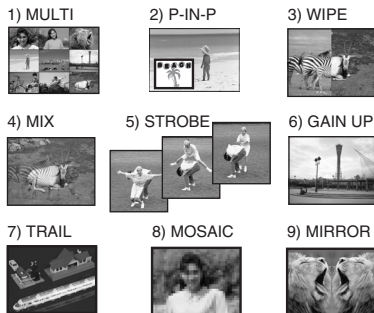 1) MULTI
2) P-IN-P
3) WIPE
BEACH
4) MIX
5) STROBE
6) GAIN UP
7) TRAIL
8) MOSAIC
9) MIRROR